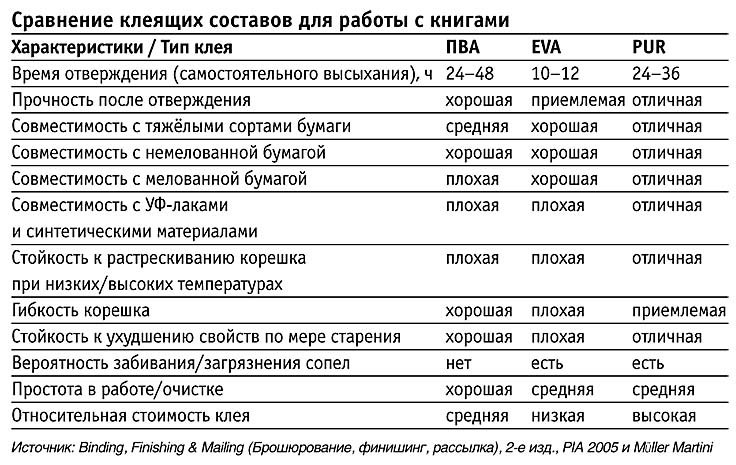 Сравнение клеящих составов для работы с книгами
Характеристики / Тип клея ПВА EVA PUR
Время отверждения (самостоятельного высыхания), ч 24–48 10–12 24–36
Прочность после отверждения хорошая приемлемая отличная
Совместимость с тяжёлыми сортами бумаги средняя хорошая отличная
Совместимость с немелованной бумагой хорошая хорошая отличная
Совместимость с мелованной бумагой плохая хорошая отличная
Совместимость с УФ-лаками плохая плохая отличная
и синтетическими материалами
Стойкость к растрескиванию корешка плохая плохая отличная
при низких/высоких температурах
Гибкость корешка хорошая плохая приемлемая
Стойкость к ухудшению свойств по мере старения хорошая плохая отличная
Вероятность забивания/загрязнения сопел нет есть есть
Простота в работе/очистке хорошая средняя средняя
Относительная стоимость клея средняя низкая высокая
Источник: Binding, Finishing & Mailing (Брошюрование, финишинг, рассылка), 2-е изд., PIA 2005 и Müller Martini